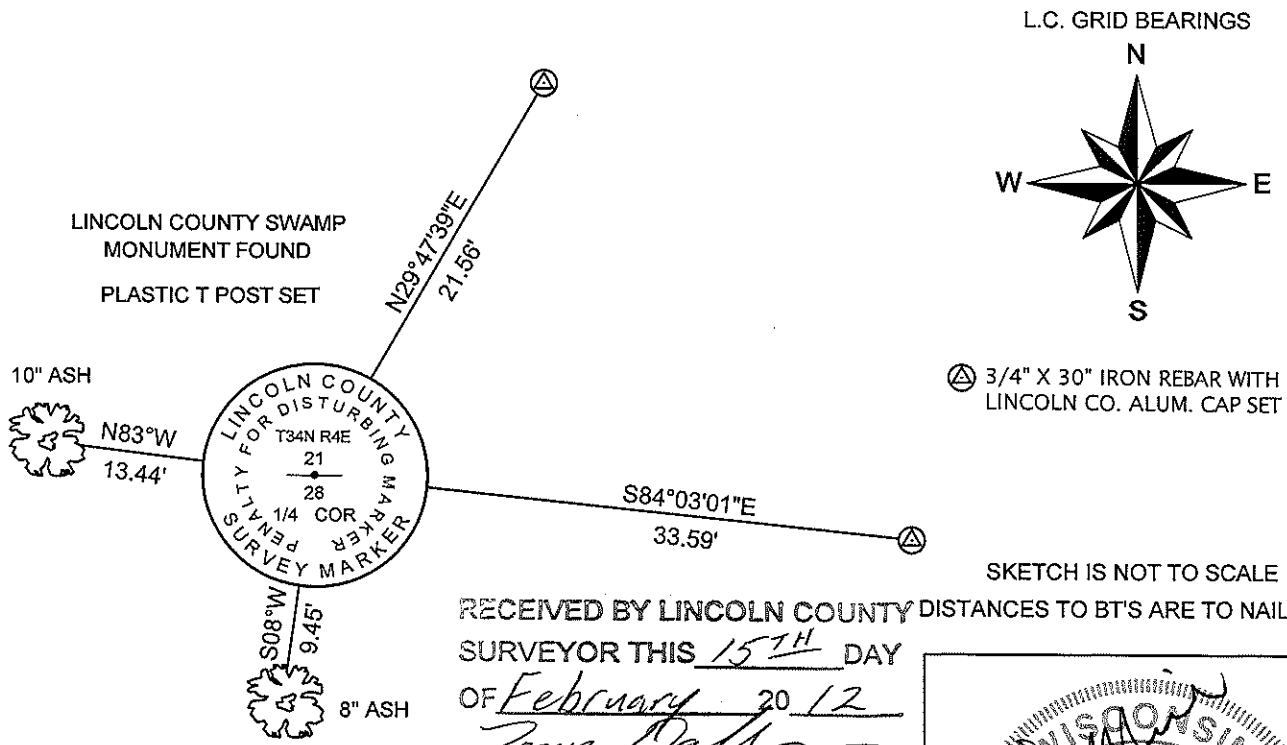 L.C. GRID BEARINGS
N
W
E
S
LINCOLN COUNTY SWAMP
MONUMENT FOUND
PLASTIC T POST SET
N29°47'39"E
21.56'
10" ASH
N83°W
13.44'
LINCOLN COUNTY
SURVEY MARKER
PENALTY FOR DISTURBING MARKER
T34N R4E
21
28
1/4 COR
S84°03'01"E
33.59'
3/4" X 30" IRON REBAR WITH
LINCOLN CO. ALUM. CAP SET
S08°W
9.45'
8" ASH
SKETCH IS NOT TO SCALE
DISTANCES TO BT'S ARE TO NAIL
RECEIVED BY LINCOLN COUNTY
SURVEYOR THIS 15TH DAY
OF February 20 12
WISCONSIN